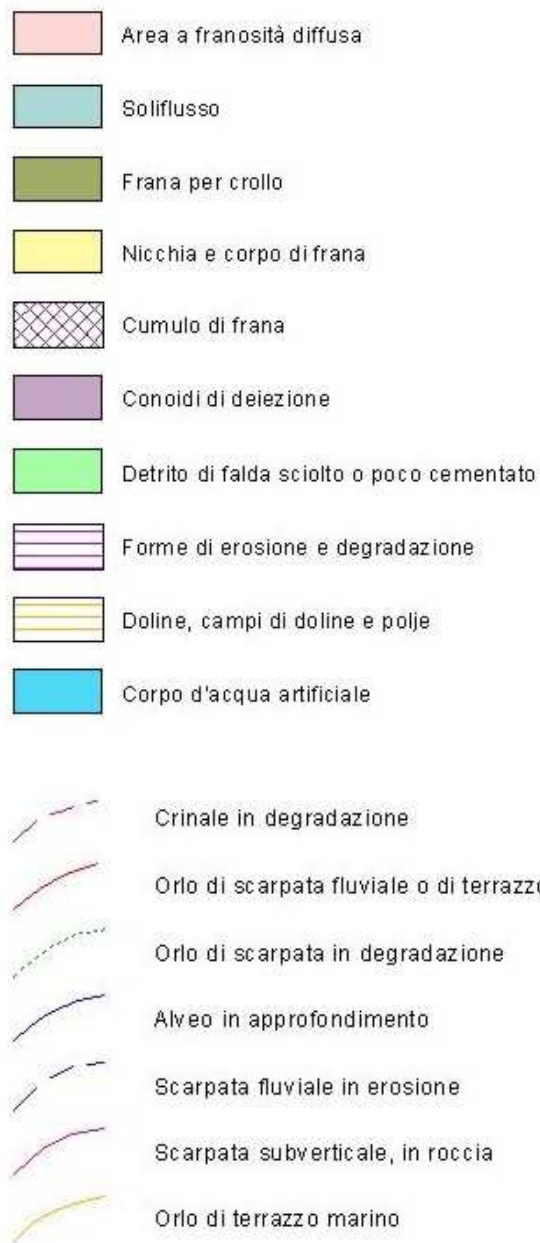 Area a franosità diffusa
Soliflusso
Frana per crollo
Nicchia e corpo di frana
Cumulo di frana
Conoidi di deiezione
Detrito di falda sciolto o poco cementato
Forme di erosione e degradazione
Doline, campi di doline e polje
Corpo d'acqua artificiale
Crinale in degradazione
Orlo di scarpata fluviale o di terrazzo
Orlo di scarpata in degradazione
Alveo in approfondimento
Scarpata fluviale in erosione
Scarpata subverticale, in roccia
Orlo di terrazzo marino